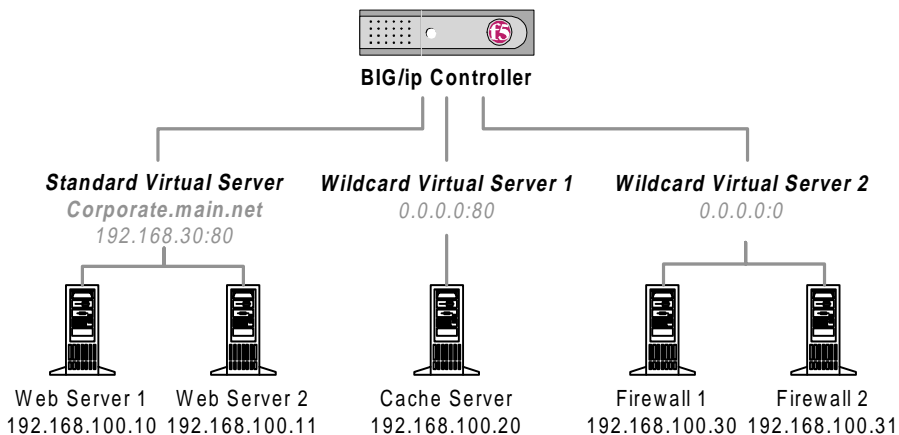 f5
BIG/ip Controller
Standard Virtual Server
Corporate.main.net
192.168.30:80
Wildcard Virtual Server 1
0.0.0.0:80
Wildcard Virtual Server 2
0.0.0.0:0
Web Server 1
192.168.100.10
Web Server 2
192.168.100.11
Cache Server
192.168.100.20
Firewall 1
192.168.100.30
Firewall 2
192.168.100.31